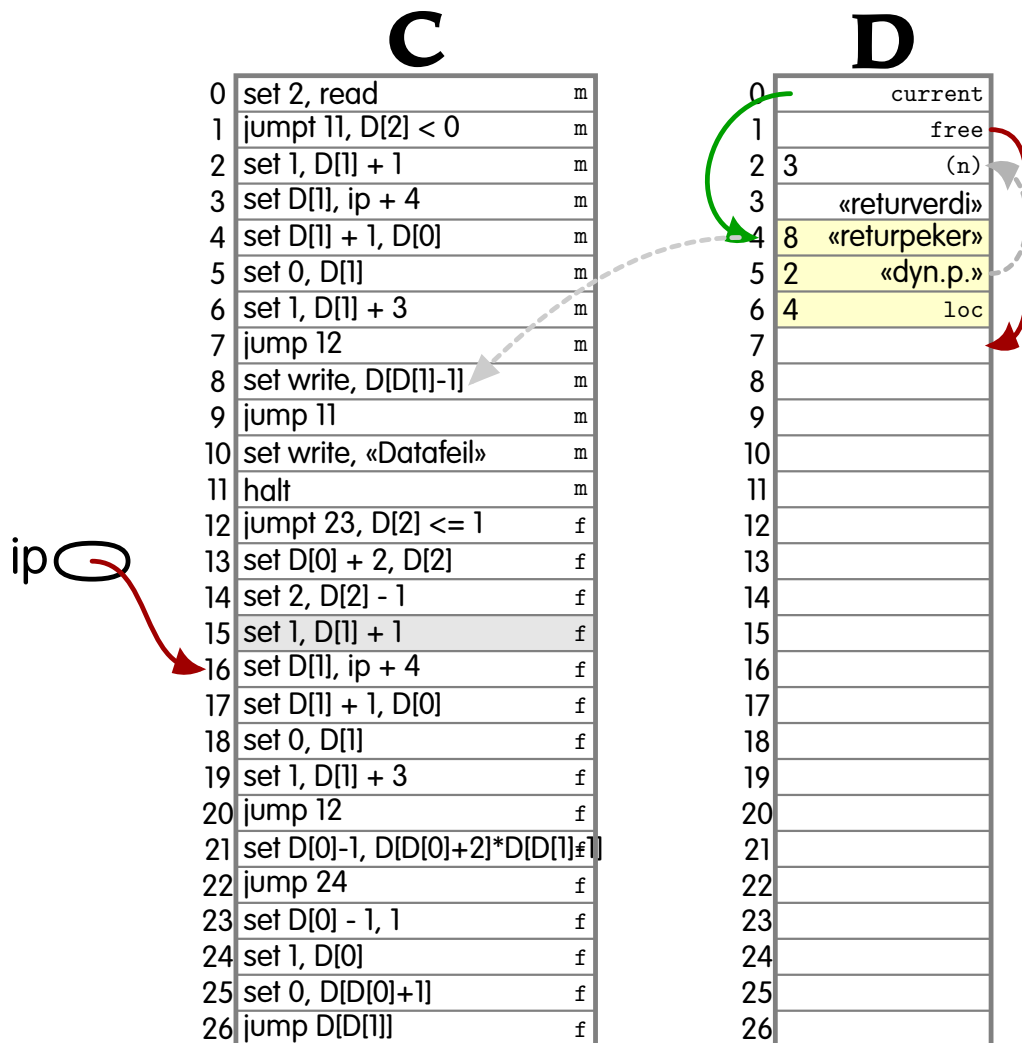 C D
0 set 2, read m 0 current
1 jumpt 11, D[2] < 0 m 1 free
2 set 1, D[1] + 1 m 2 3 (n)
3 set D[1], ip + 4 m 3 «returverdi»
4 set D[1] + 1, D[0] m 4 8 «returpeker»
5 set 0, D[1] m 5 2 «dyn.p.»
6 set 1, D[1] + 3 m 6 4 loc
7 jump 12 m 7
8 set write, D[D[1]-1] m 8
9 jump 11 m 9
10 set write, «Datafeil» m 10
11 halt m 11
12 jumpt 23, D[2] <= 1 f 12
ip 13 set D[0] + 2, D[2] f 13
14 set 2, D[2] - 1 f 14
15 set 1, D[1] + 1 f 15
16 set D[1], ip + 4 f 16
17 set D[1] + 1, D[0] f 17
18 set 0, D[1] f 18
19 set 1, D[1] + 3 f 19
20 jump 12 f 20
21 set D[0]-1, D[D[0]+2]*D[D[1]-1] f 21
22 jump 24 f 22
23 set D[0] - 1, 1 f 23
24 set 1, D[0] f 24
25 set 0, D[D[0]+1] f 25
26 jump D[D[1]] f 26